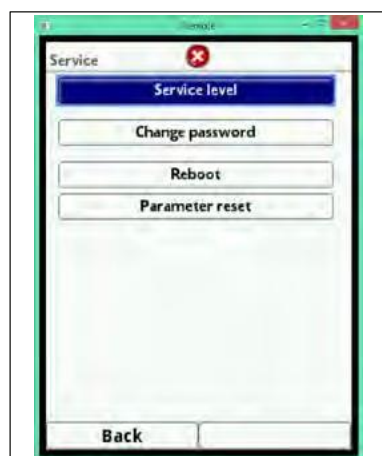 Service
Service level
Change password
Reboot
Parameter reset
Back